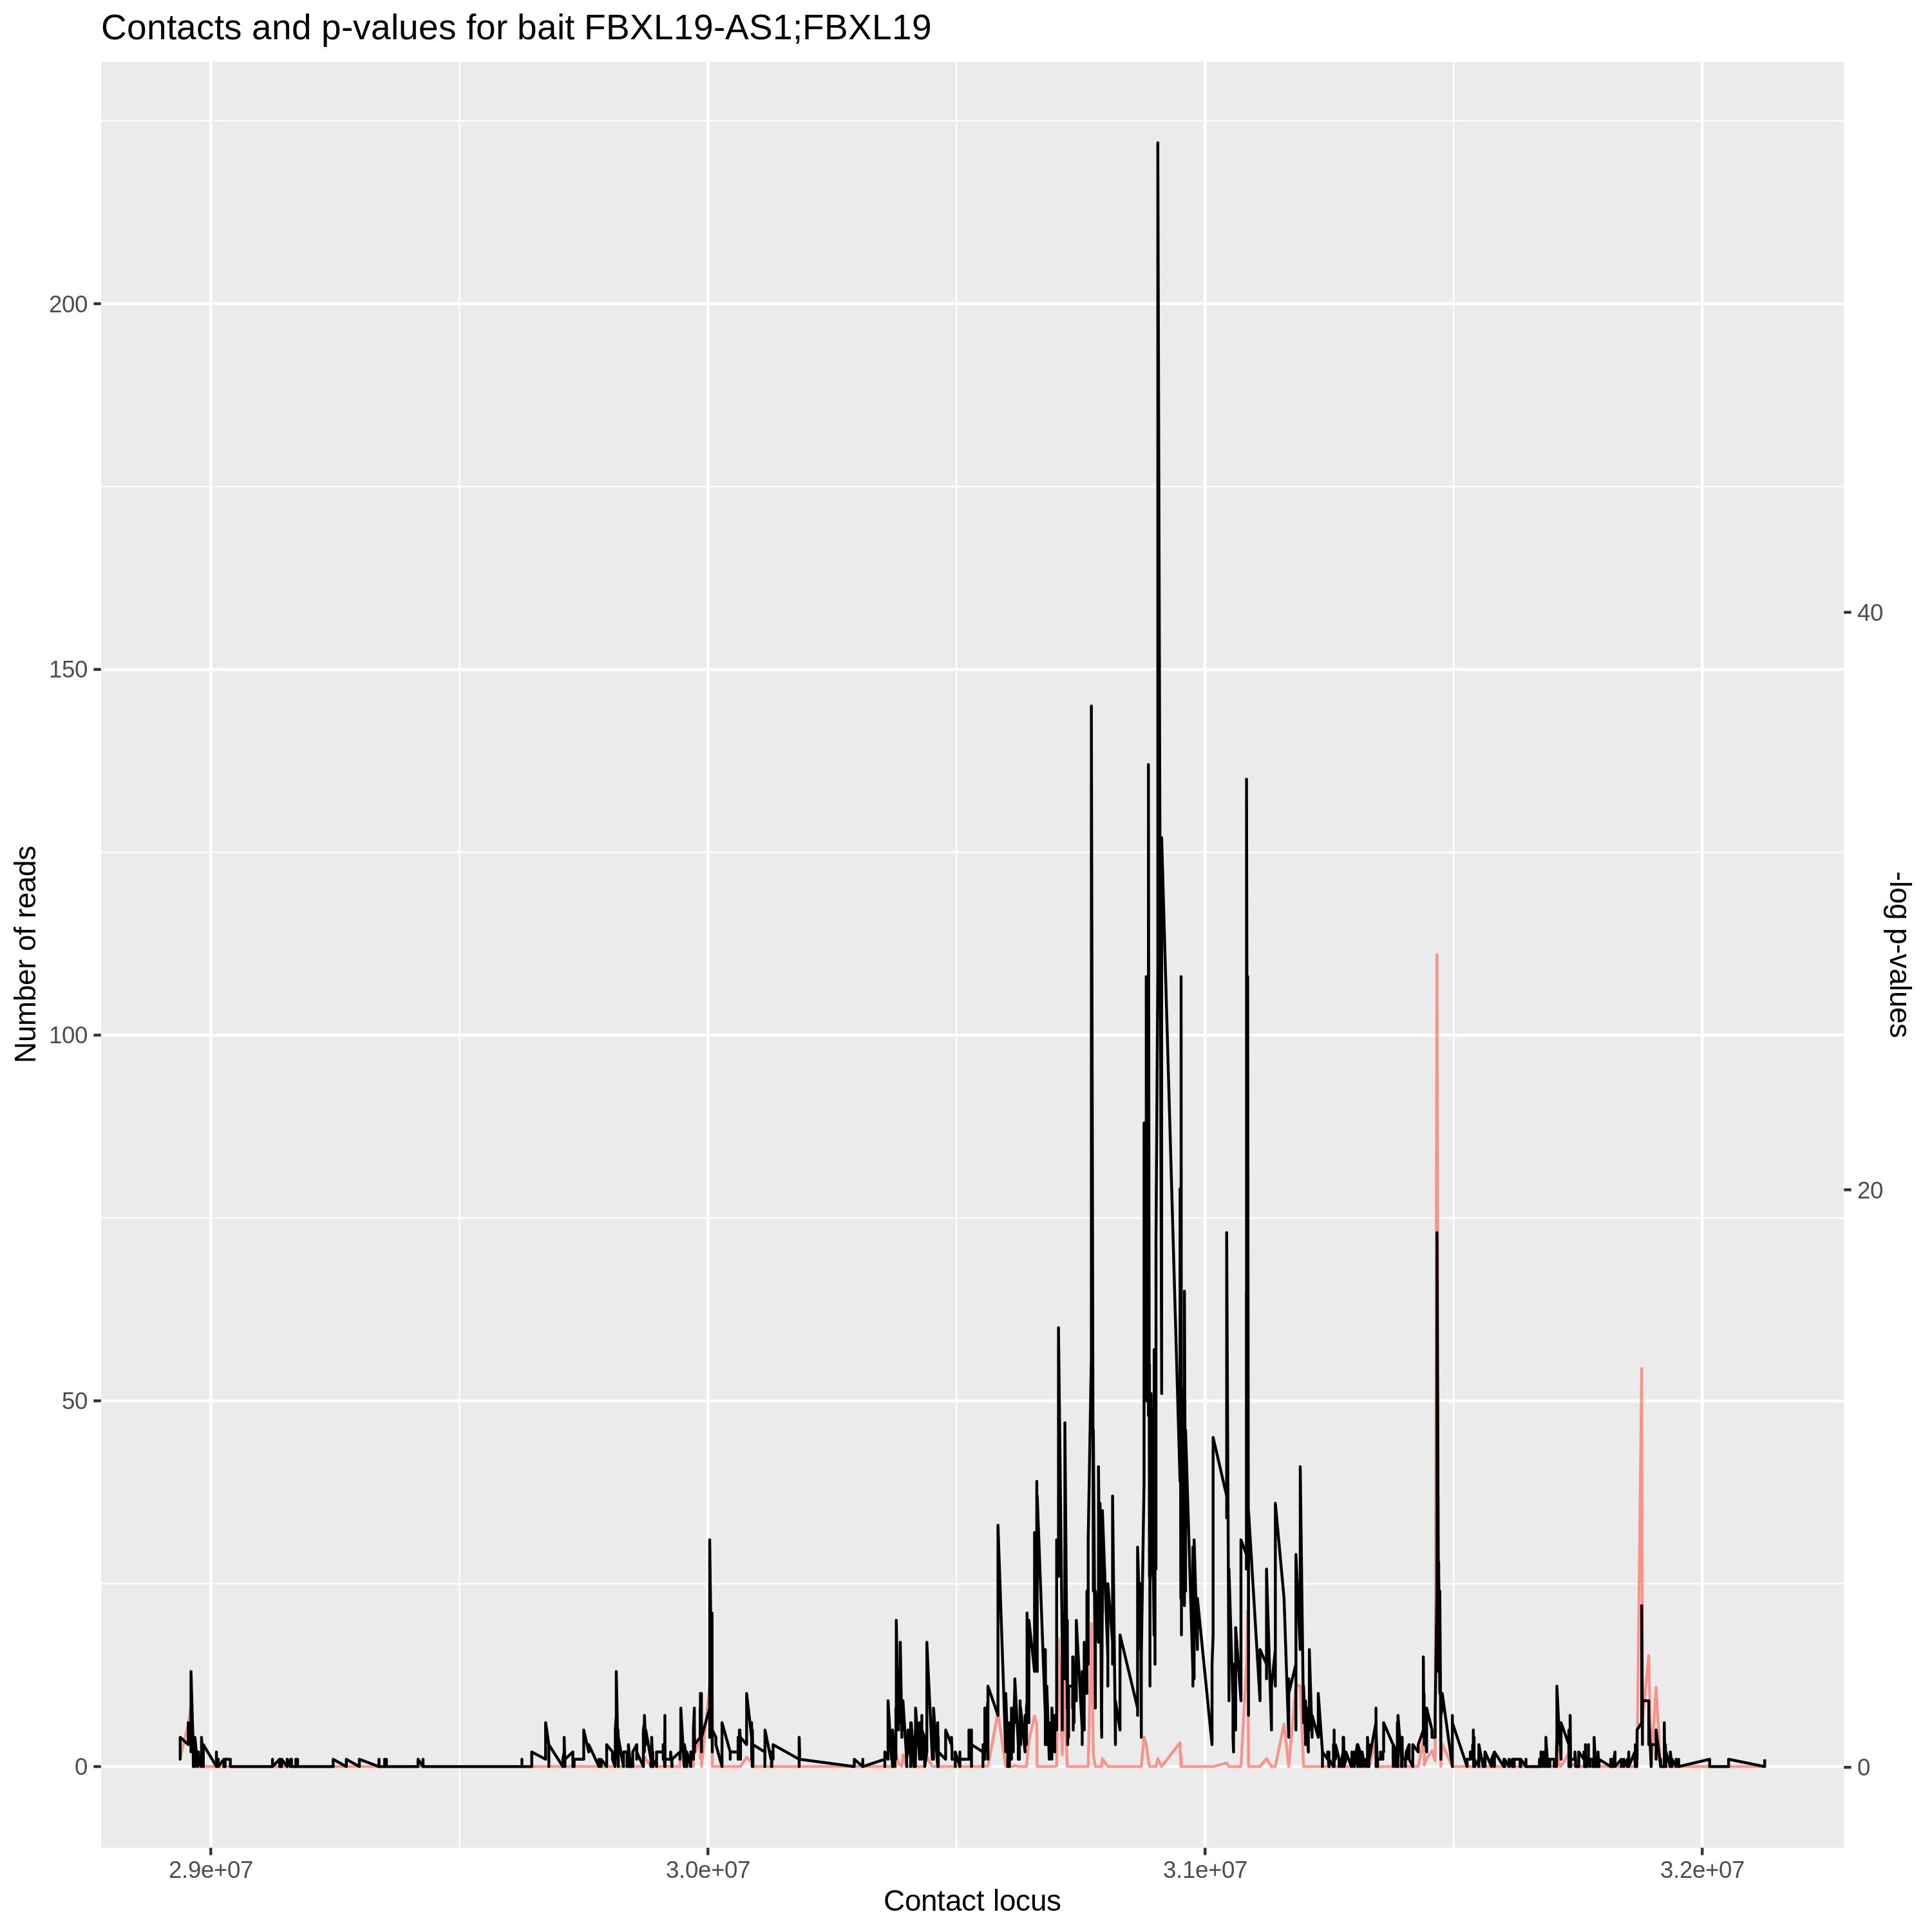 Contacts and p-values for bait FBXL19-AS1;FBXL19
200
150
100
50
0
Number of reads
40
20
0
-log p-values
2.9e+07
3.0e+07
3.1e+07
3.2e+07
Contact locus